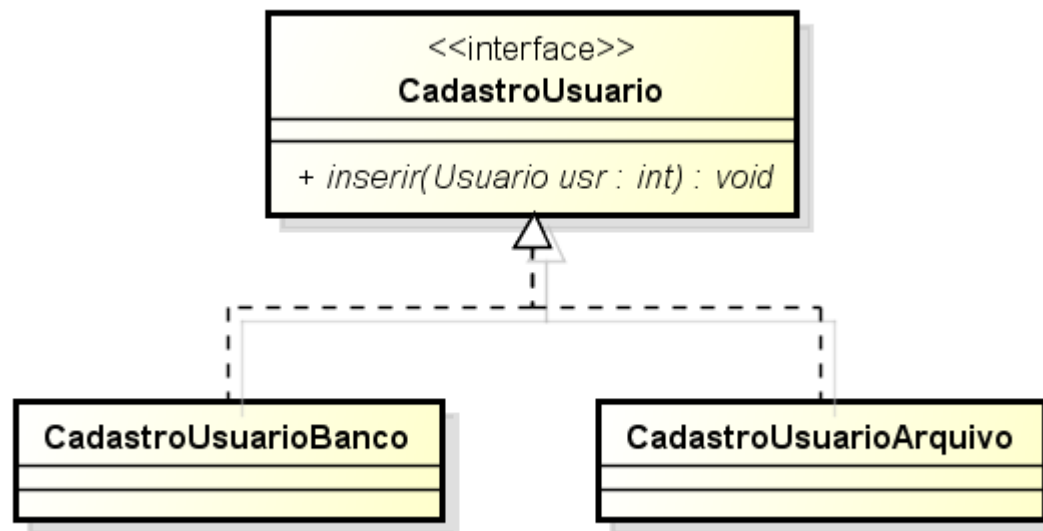 <<interface>>
CadastroUsuario
+ inserir(Usuario usr : int) : void
CadastroUsuarioBanco
CadastroUsuarioArquivo